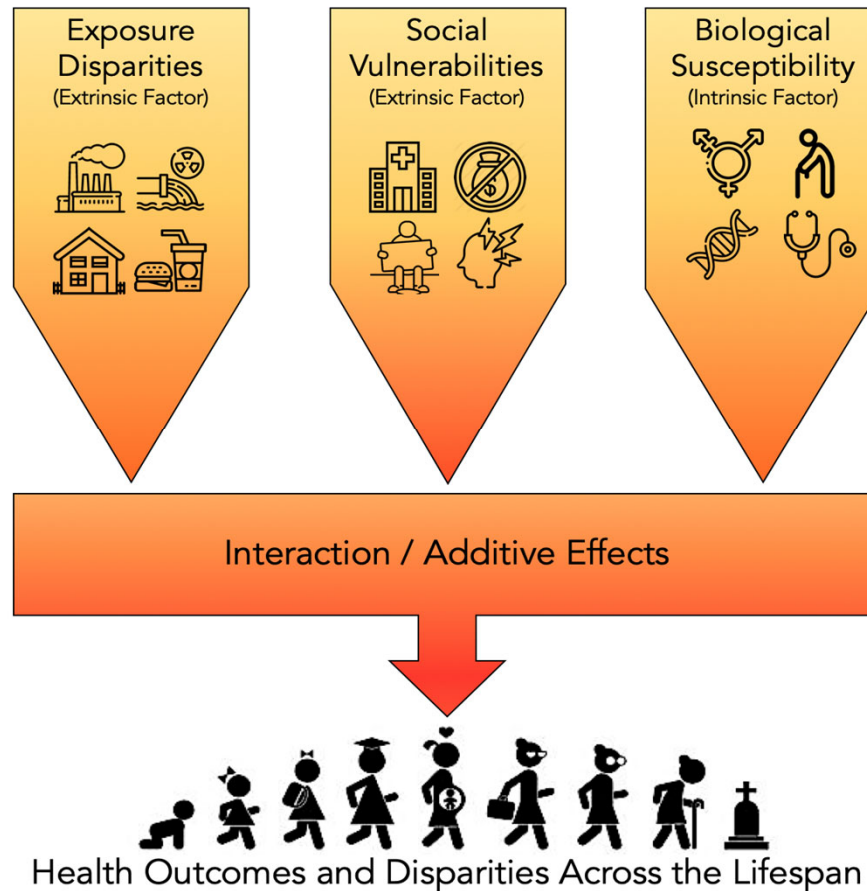 Exposure
Disparities
(Extrinsic Factor)
Social
Vulnerabilities
(Extrinsic Factor)
Biological
Susceptibility
(Intrinsic Factor)
$
Interaction / Additive Effects
Health Outcomes and Disparities Across the Lifespan